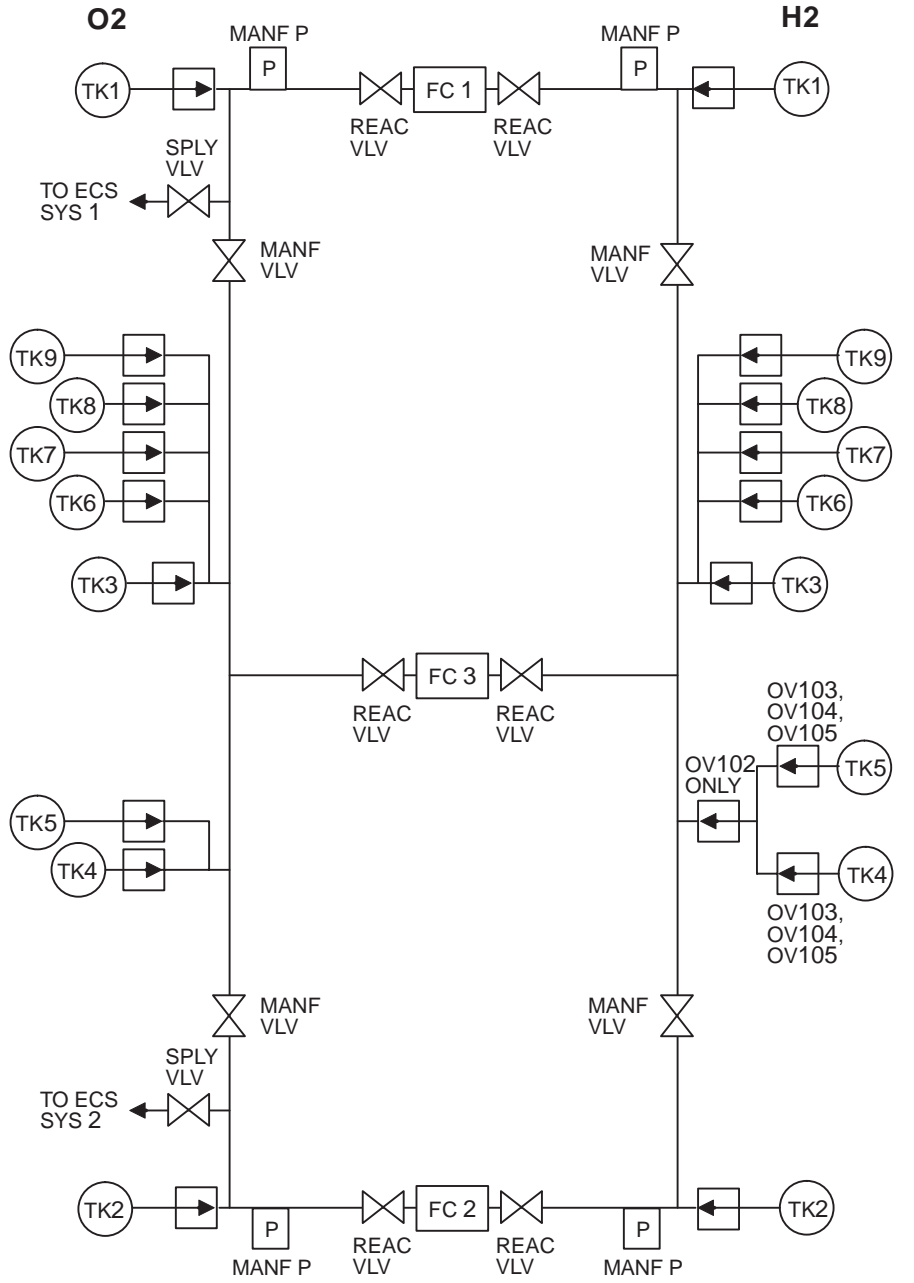 O2
H2
MANF P
MANF P
P
P
TK1
FC 1
TK1
REAC
VLV
REAC
VLV
SPLY
VLV
TO ECS
SYS 1
MANF
VLV
MANF
VLV
TK9
TK9
TK8
TK8
TK7
TK7
TK6
TK6
TK3
TK3
FC 3
REAC
VLV
REAC
VLV
OV103,
OV104,
OV105
OV102
ONLY
TK5
TK5
TK4
TK4
OV103,
OV104,
OV105
MANF
VLV
MANF
VLV
SPLY
VLV
TO ECS
SYS 2
TK2
FC 2
TK2
P
P
REAC
VLV
REAC
VLV
MANF P
MANF P